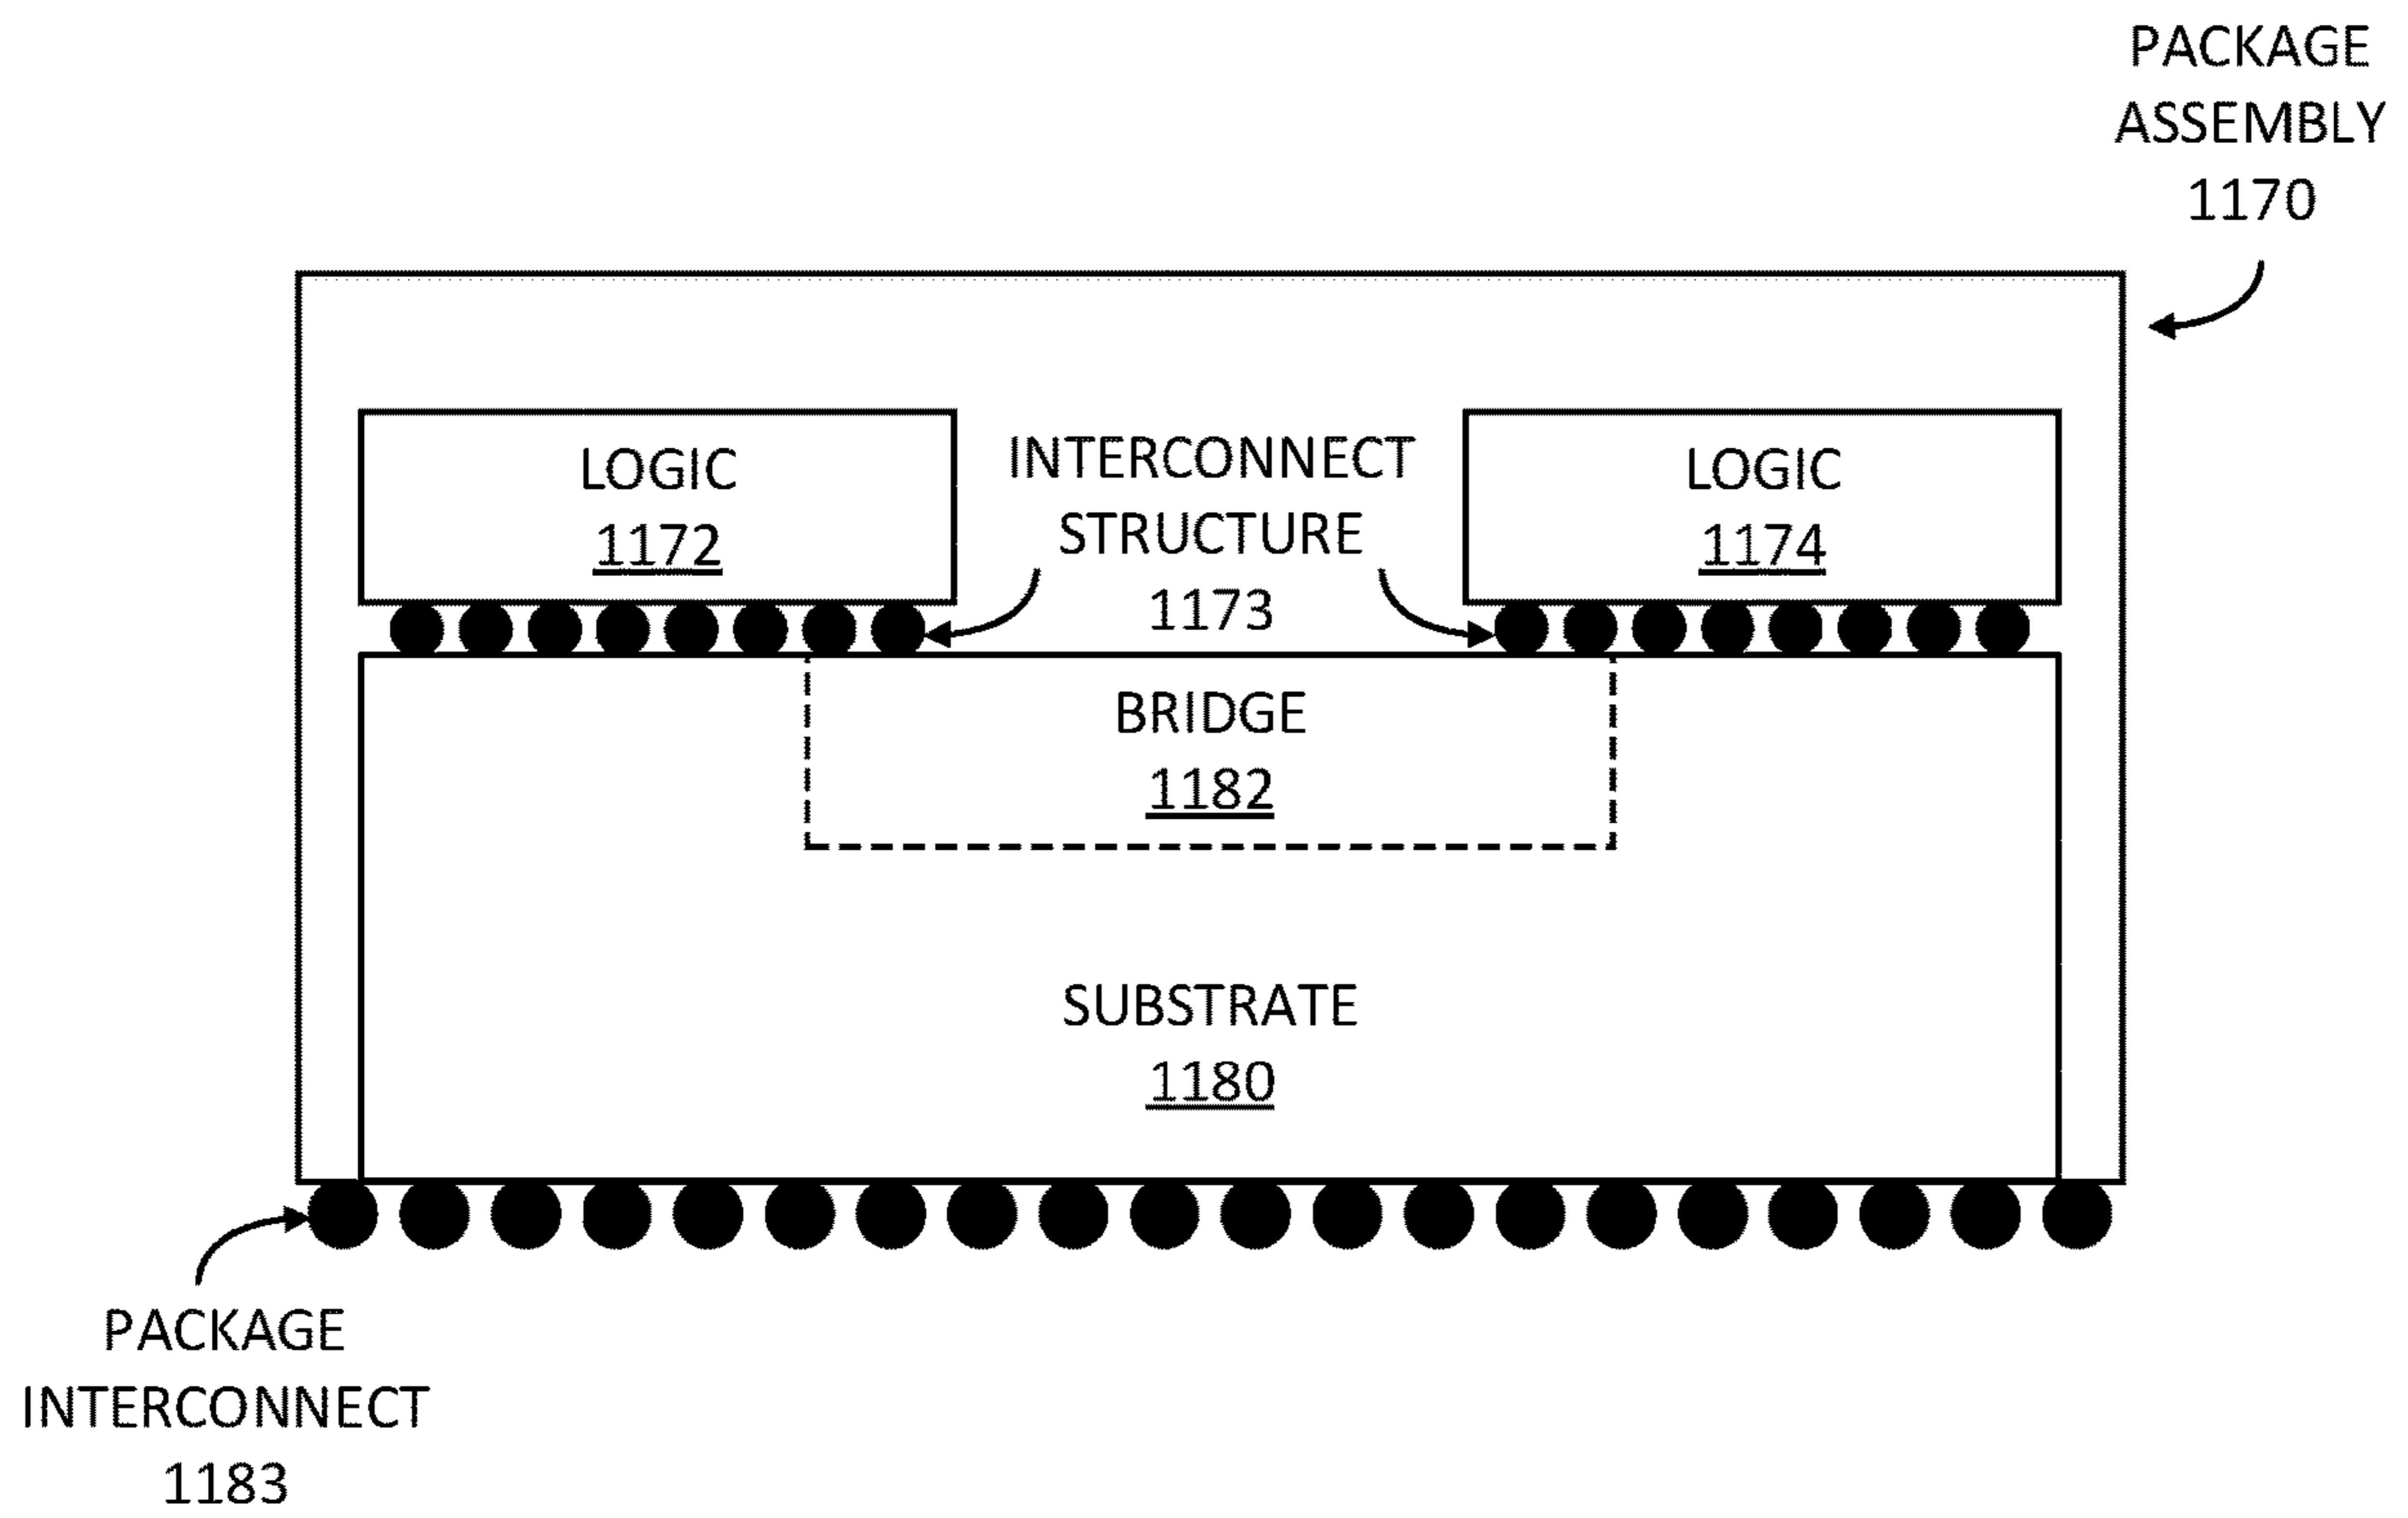 PACKAGE
ASSEMBLY
1170
LOGIC
1172
INTERCONNECT
STRUCTURE
1173
LOGIC
1174
BRIDGE
1182
SUBSTRATE
1180
PACKAGE
INTERCONNECT
1183